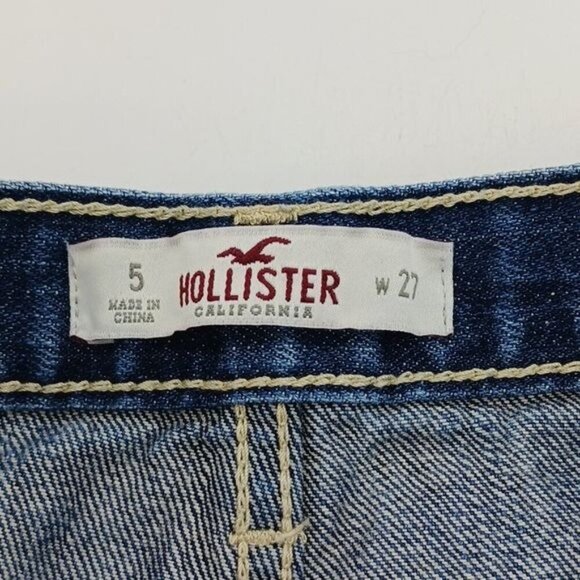 5
MADE IN
CHINA
HOLLISTER
CALIFORNIA
W 27